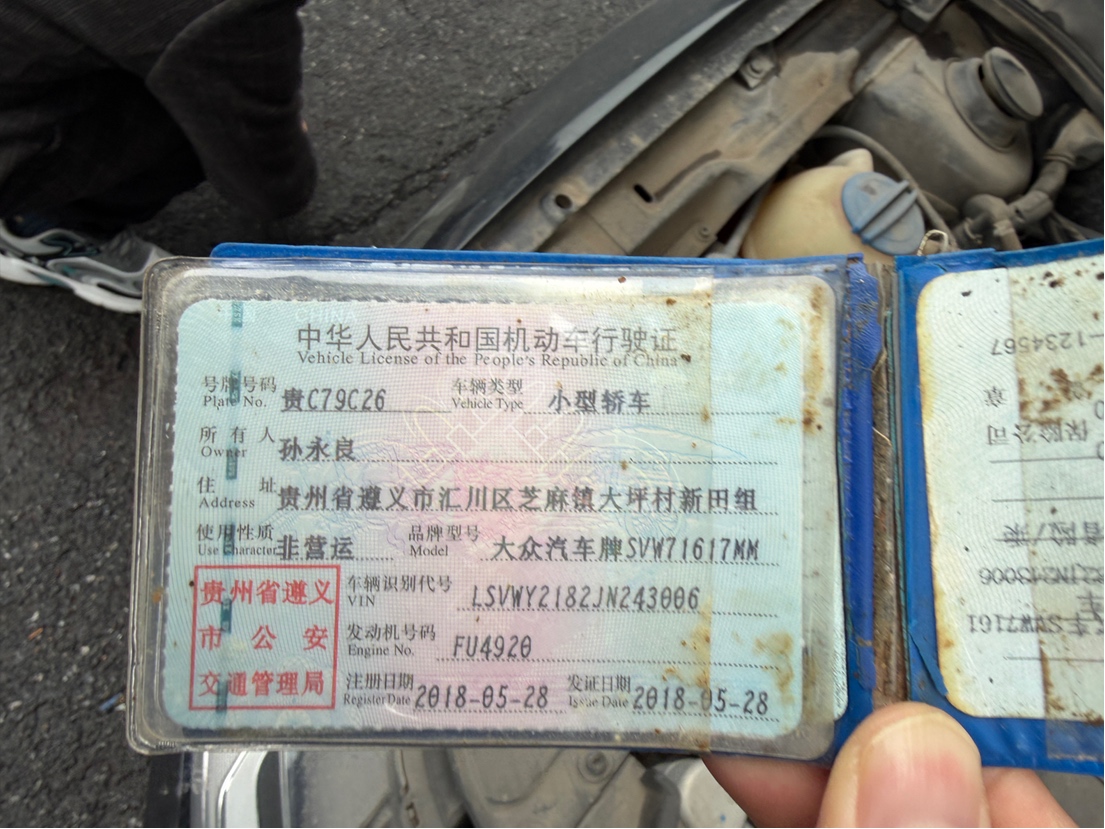 中华人民共和国机动车行驶证
Vehicle License of the People's Republic of China
号牌号码 贵C79C26 车辆类型 小型轿车
Plate No. Vehicle Type
所有人 孙永良
Owner
住址 贵州省遵义市汇川区芝麻镇大坪村新田组
Address
使用性质 非营运 品牌型号 大众汽车牌SVW71617MM
Use Character Model
贵州省遵义
市公安
交通管理局
车辆识别代号 LSVWY2182JN243006
VIN
发动机号码 FU4920
Engine No.
注册日期 2018-05-28 发证日期 2018-05-28
Register Date Issue Date
-1234567
章
保险公司